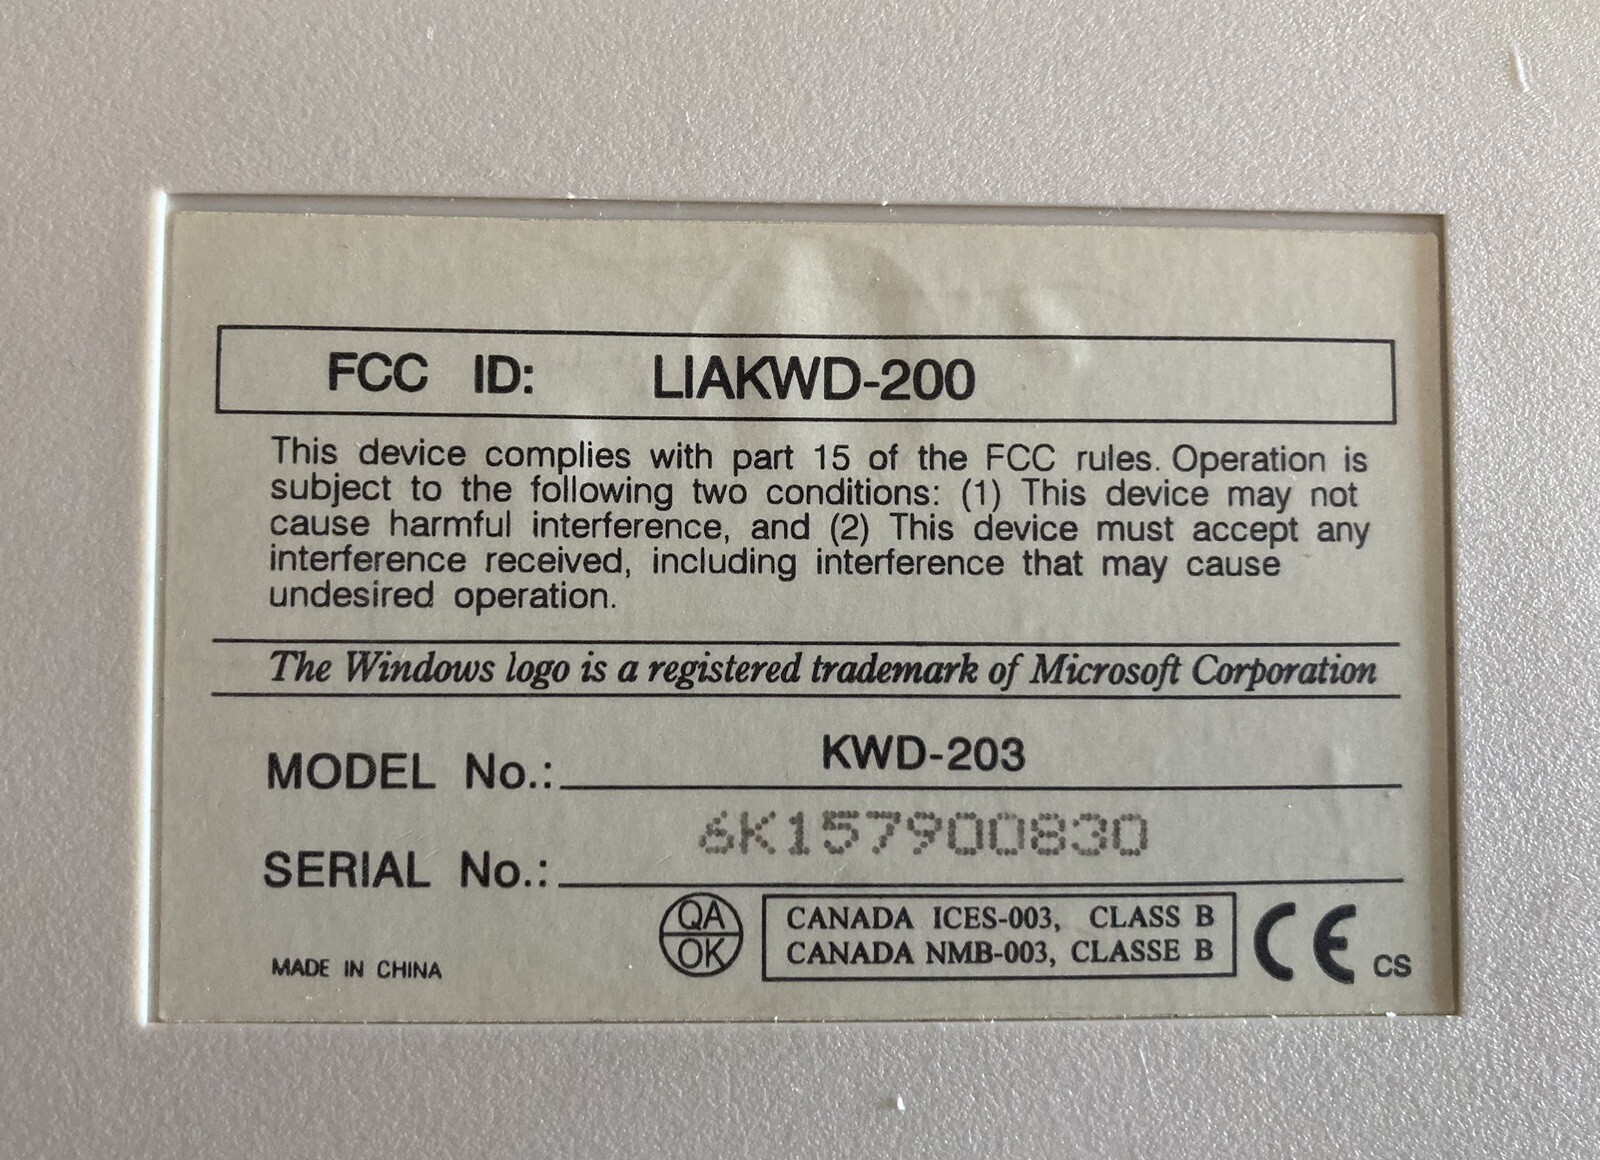 FCC ID: LIAKWD-200
This device complies with part 15 of the FCC rules. Operation is
subject to the following two conditions: (1) This device may not
cause harmful interference, and (2) This device must accept any
interference received, including interference that may cause
undesired operation.
The Windows logo is a registered trademark of Microsoft Corporation
MODEL No.: KWD-203
SERIAL No.: 6K157900830
QA
OK
CANADA ICES-003, CLASS B
CANADA NMB-003, CLASSE B
CE CS
MADE IN CHINA